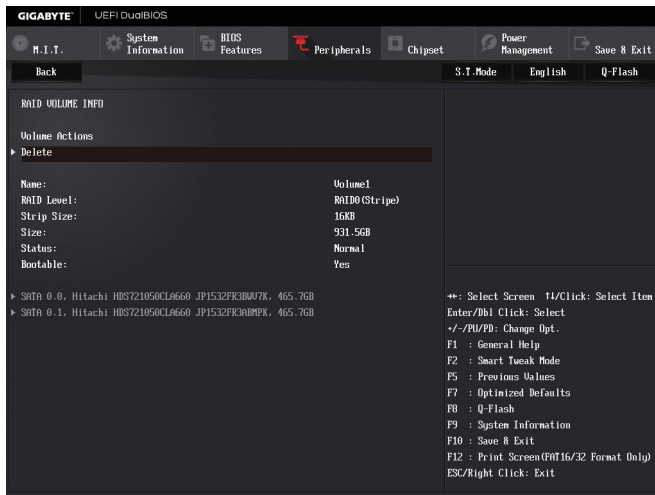 GIGABYTE™ UEFI DualBIOS
M.I.T. System Information BIOS Features Peripherals Chipset Power Management Save & Exit
Back S.T.Mode English Q-Flash
RAID VOLUME INFO
Volume Actions
Delete
Name: Volume1
RAID Level: RAID0(Stripe)
Strip Size: 16KB
Size: 931.5GB
Status: Normal
Bootable: Yes
SATA 0.0, Hitachi HDS721050CLA660 JP1532FR3BWV7K, 465.7GB
SATA 0.1, Hitachi HDS721050CLA660 JP1532FR3ABMPK, 465.7GB
→←: Select Screen ↑↓/Click: Select Item
Enter/Dbl Click: Select
+/-/PU/PD: Change Opt.
F1 : General Help
F2 : Smart Tweak Mode
F5 : Previous Values
F7 : Optimized Defaults
F8 : Q-Flash
F9 : System Information
F10 : Save & Exit
F12 : Print Screen(FAT16/32 Format Only)
ESC/Right Click: Exit